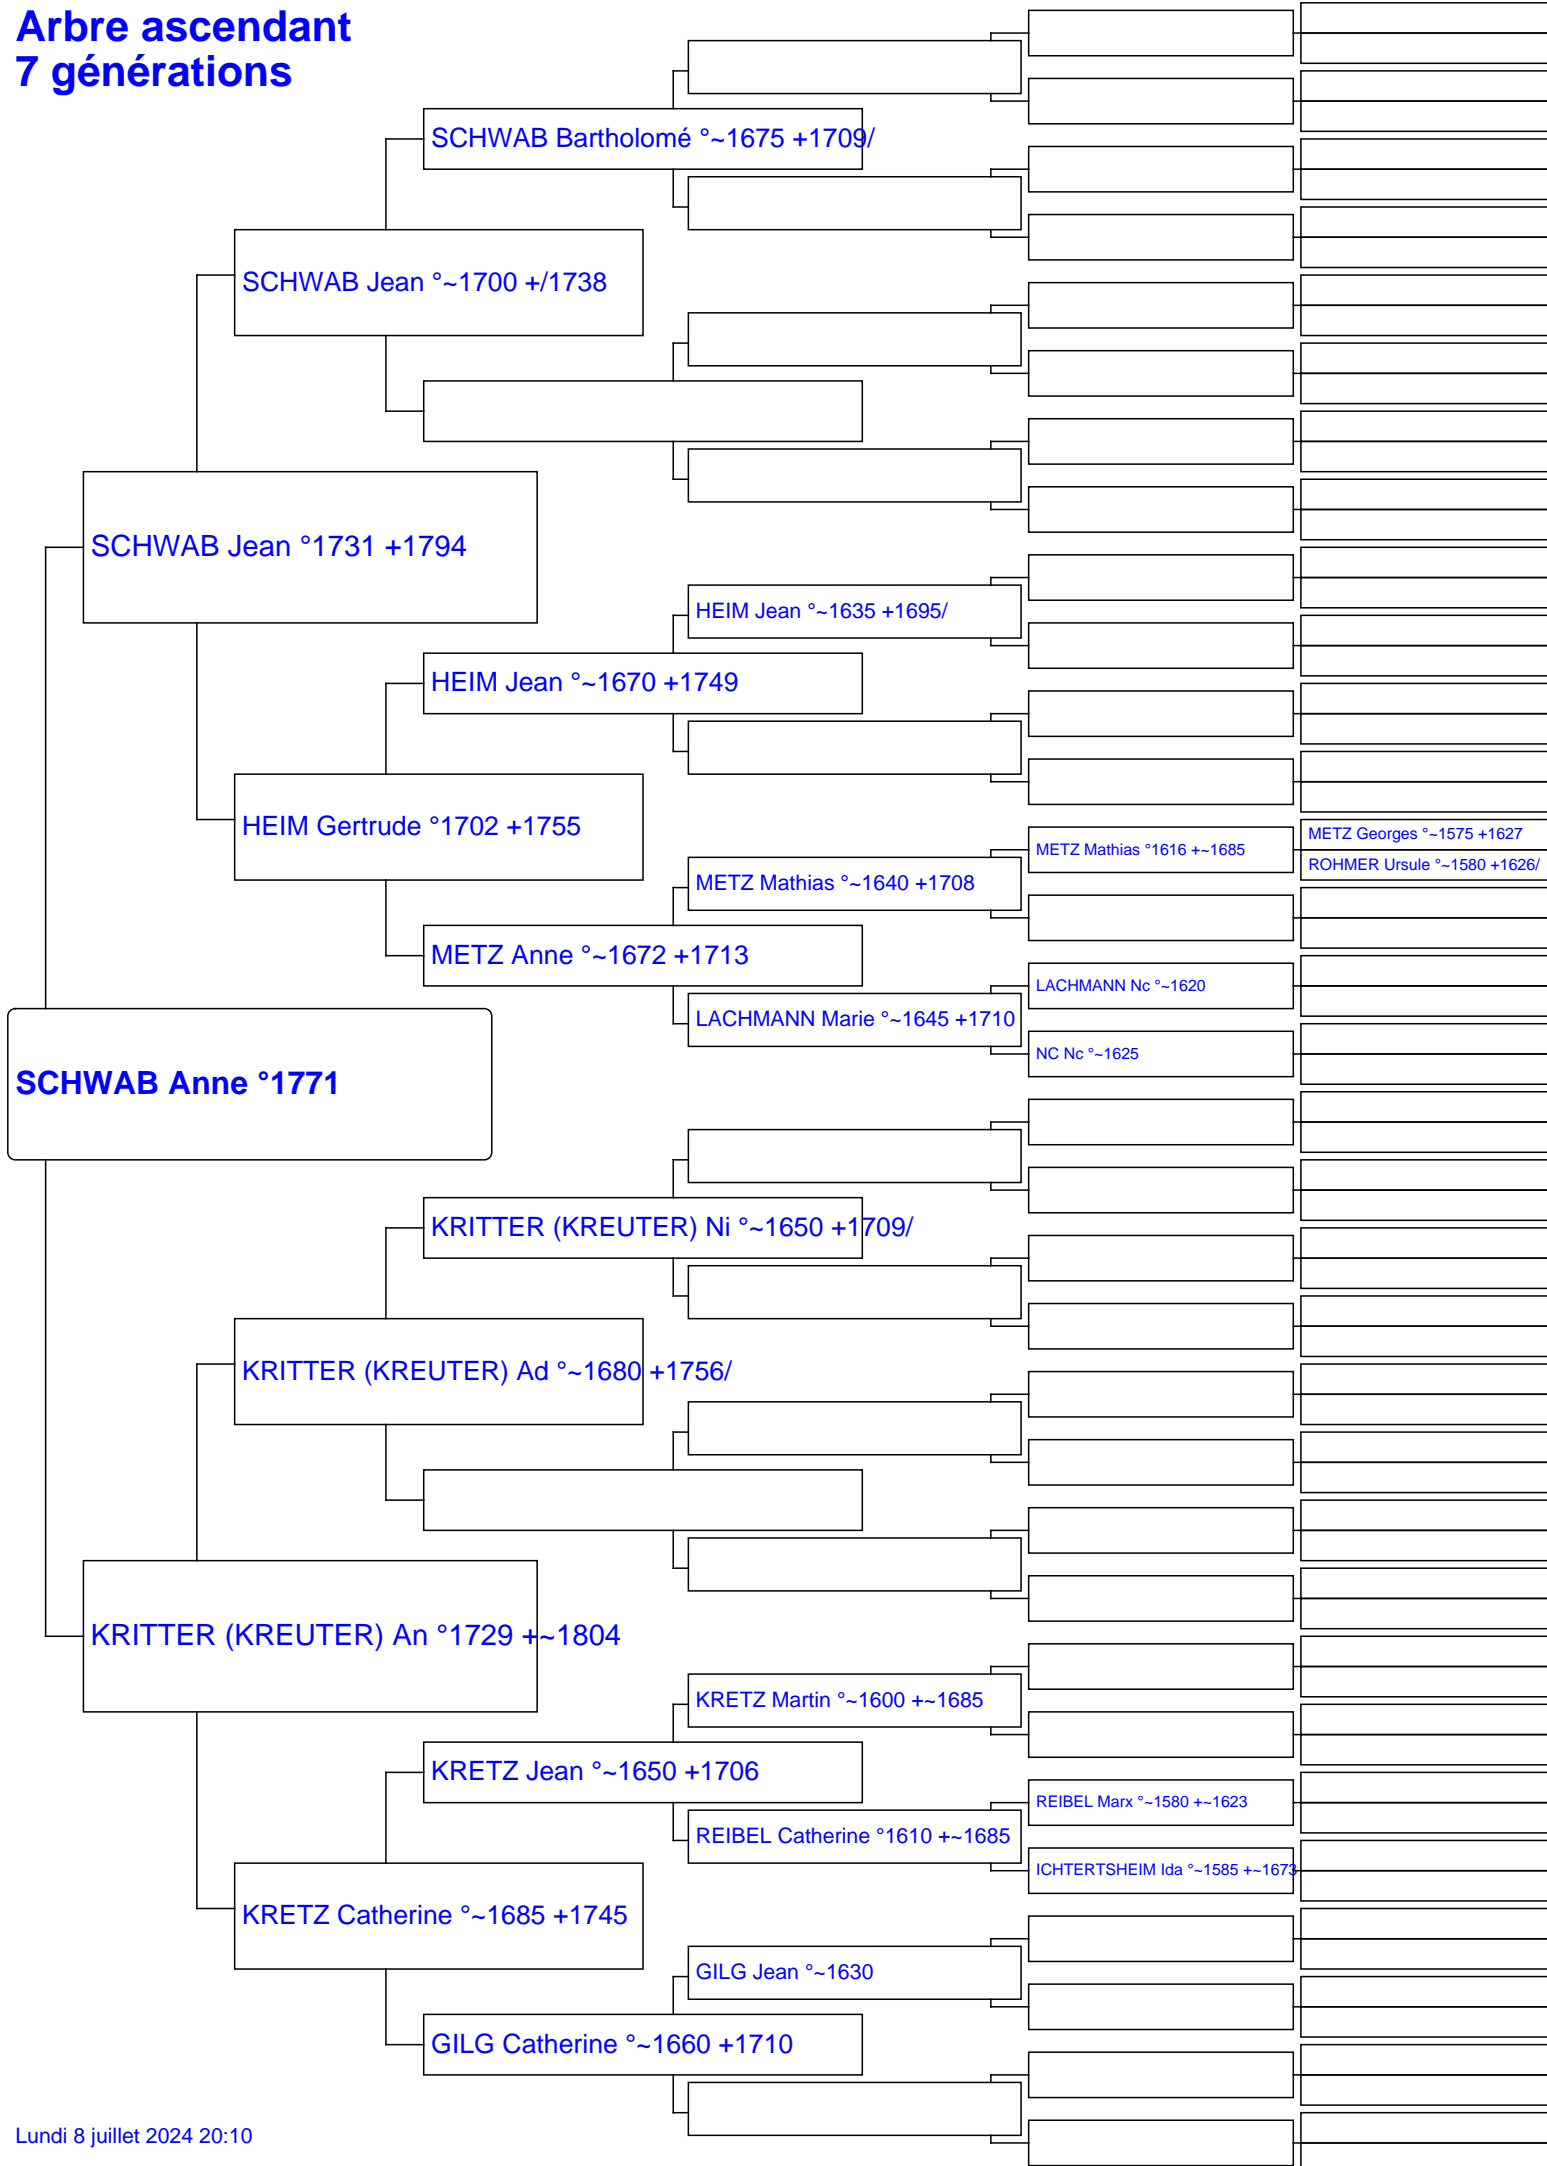 Arbre ascendant
7 générations
SCHWAB Bartholomé °~1675 +1709/
SCHWAB Jean °~1700 +/1738
SCHWAB Jean °1731 +1794
HEIM Jean °~1635 +1695/
HEIM Jean °~1670 +1749
HEIM Gertrude °1702 +1755
METZ Georges °~1575 +1627
METZ Mathias °1616 +~1685
ROHMER Ursule °~1580 +1626/
METZ Mathias °~1640 +1708
METZ Anne °~1672 +1713
LACHMANN Nc °~1620
LACHMANN Marie °~1645 +1710
NC Nc °~1625
SCHWAB Anne °1771
KRITTER (KREUTER) Ni °~1650 +1709/
KRITTER (KREUTER) Ad °~1680 +1756/
KRITTER (KREUTER) An °1729 +~1804
KRETZ Martin °~1600 +~1685
KRETZ Jean °~1650 +1706
REIBEL Marx °~1580 +~1623
REIBEL Catherine °1610 +~1685
ICHTERTSHEIM Ida °~1585 +~1673
KRETZ Catherine °~1685 +1745
GILG Jean °~1630
GILG Catherine °~1660 +1710
Lundi 8 juillet 2024 20:10